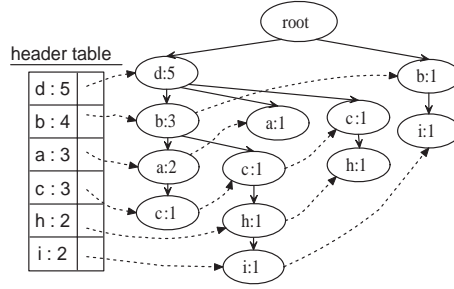 root
header table
d : 5
b : 4
a : 3
c : 3
h : 2
i : 2
d:5
b:1
b:3
a:1
c:1
i:1
a:2
c:1
h:1
c:1
h:1
i:1